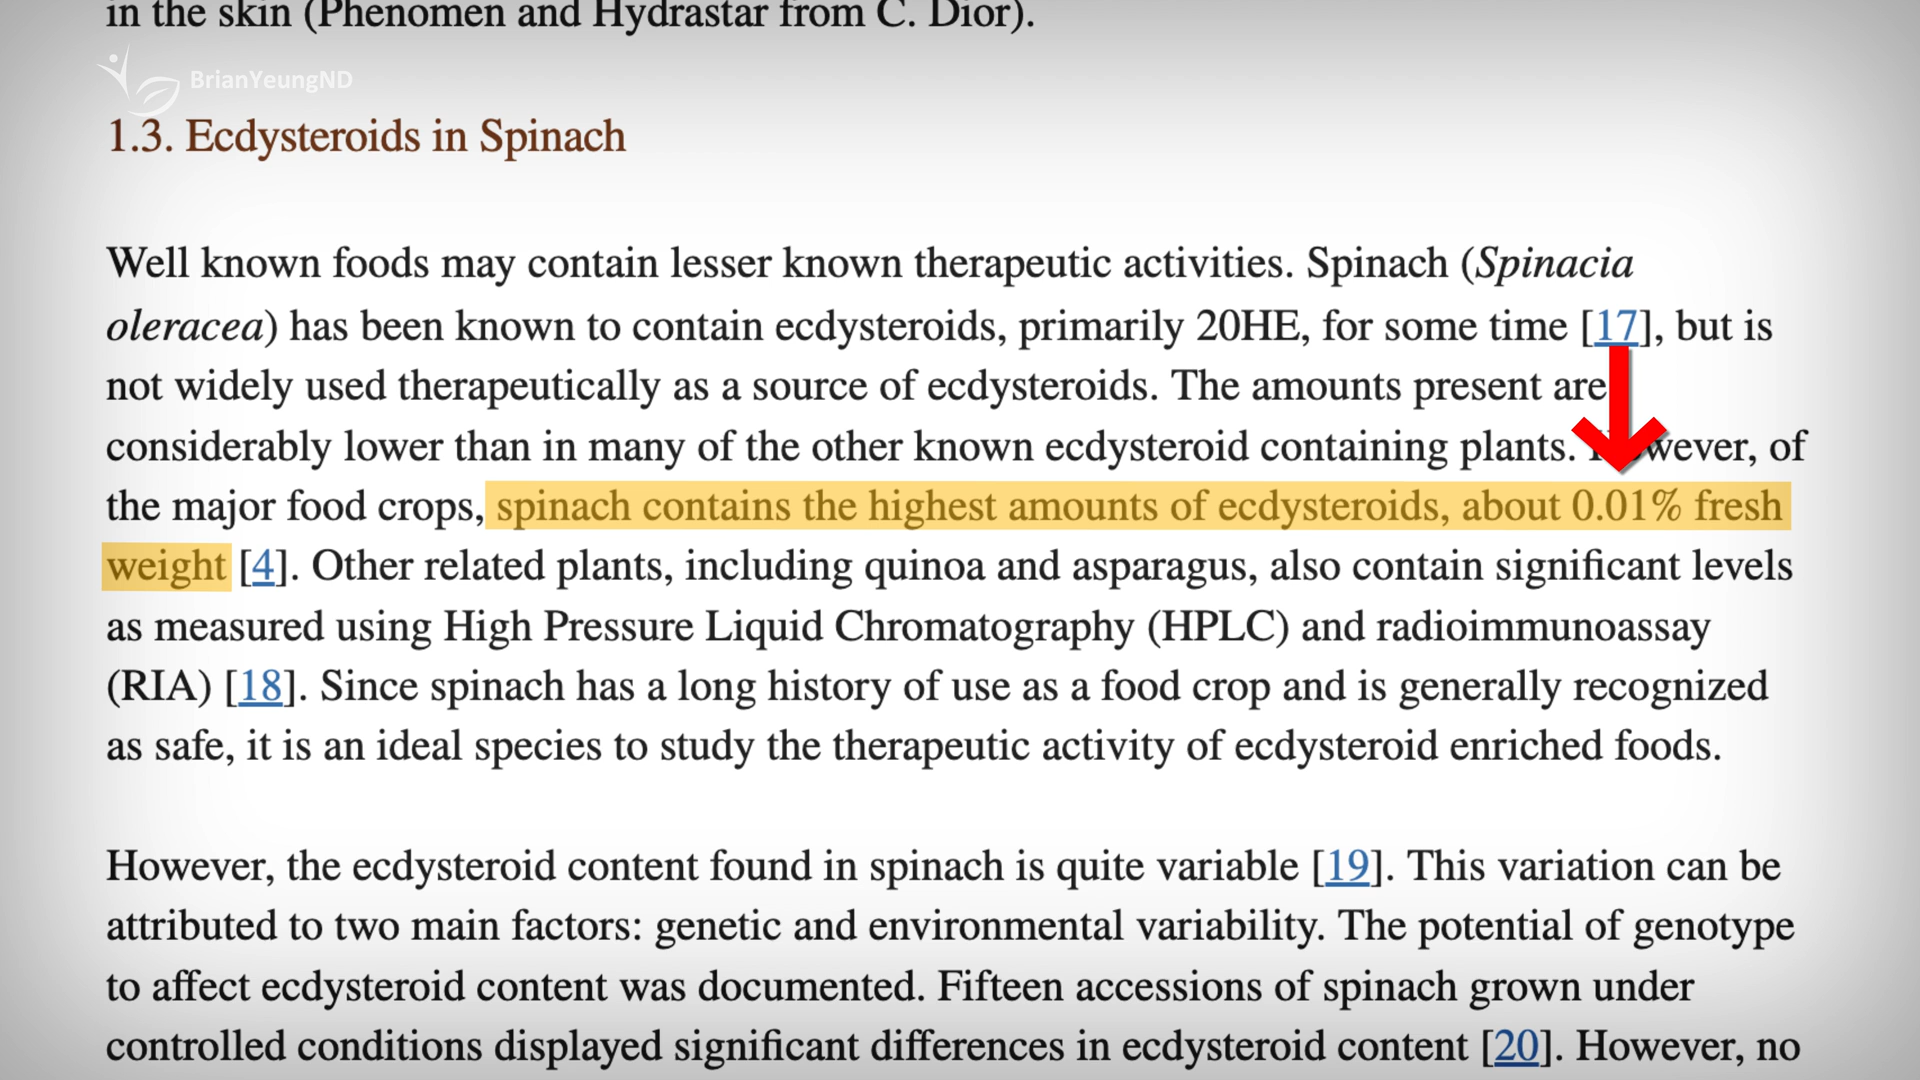 in the skin (Phenomen and Hydrastar from C. Dior).
BrianYeungND
1.3. Ecdysteroids in Spinach
Well known foods may contain lesser known therapeutic activities. Spinach (Spinacia
oleracea) has been known to contain ecdysteroids, primarily 20HE, for some time [17], but is
not widely used therapeutically as a source of ecdysteroids. The amounts present are
considerably lower than in many of the other known ecdysteroid containing plants. However, of
the major food crops, spinach contains the highest amounts of ecdysteroids, about 0.01% fresh
weight [4]. Other related plants, including quinoa and asparagus, also contain significant levels
as measured using High Pressure Liquid Chromatography (HPLC) and radioimmunoassay
(RIA) [18]. Since spinach has a long history of use as a food crop and is generally recognized
as safe, it is an ideal species to study the therapeutic activity of ecdysteroid enriched foods.
However, the ecdysteroid content found in spinach is quite variable [19]. This variation can be
attributed to two main factors: genetic and environmental variability. The potential of genotype
to affect ecdysteroid content was documented. Fifteen accessions of spinach grown under
controlled conditions displayed significant differences in ecdysteroid content [20]. However, no